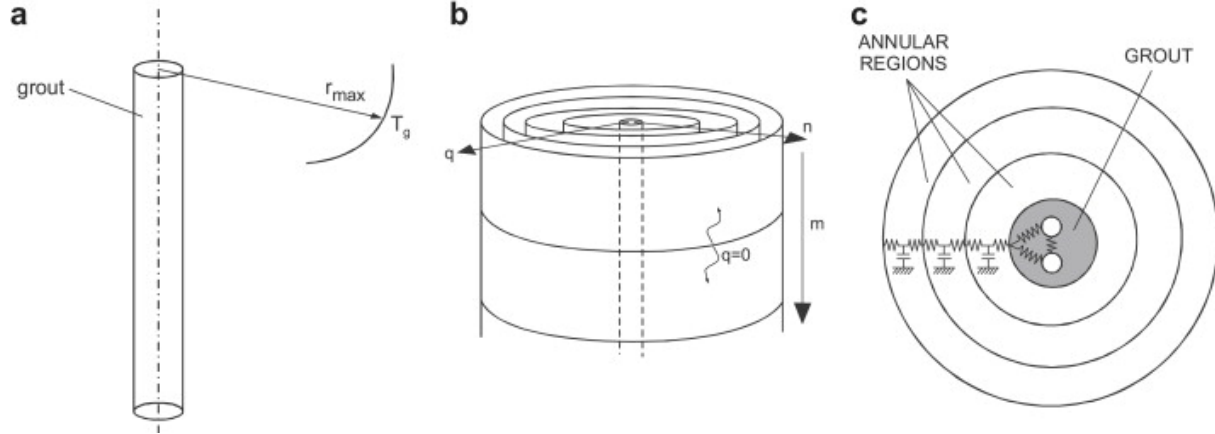 a
grout
r_max
T_g
b
q
n
m
q=0
c
ANNULAR
REGIONS
GROUT